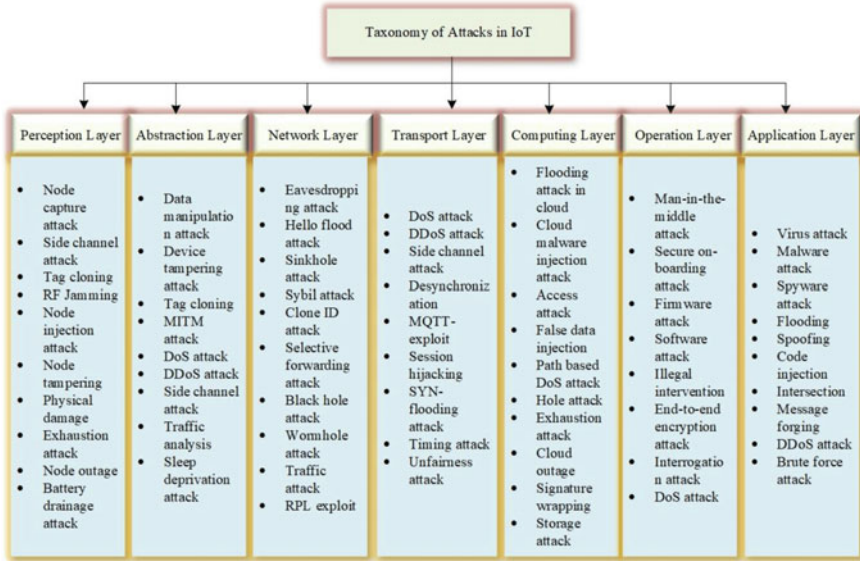 Taxonomy of Attacks in IoT
Perception Layer
Node
capture
attack
Side channel
attack
Tag cloning
RF Jamming
Node
injection
attack
Node
tampering
Physical
damage
Exhaustion
attack
Node outage
Battery
drainage
attack
Abstraction Layer
Data
manipulatio
n attack
Device
tampering
attack
Tag cloning
MITM
attack
DoS attack
DDoS attack
Side channel
attack
Traffic
analysis
Sleep
deprivation
attack
Network Layer
Eavesdroppi
ng attack
Hello flood
attack
Sinkhole
attack
Sybil attack
Clone ID
attack
Selective
forwarding
attack
Black hole
attack
Wormhole
attack
Traffic
attack
RPL exploit
Transport Layer
DoS attack
DDoS attack
Side channel
attack
Desynchroniz
ation
MQTT-
exploit
Session
hijacking
SYN-
flooding
attack
Timing attack
Unfairness
attack
Computing Layer
Flooding
attack in
cloud
Cloud
malware
injection
attack
Access
attack
False data
injection
Path based
DoS attack
Hole attack
Exhaustion
attack
Cloud
outage
Signature
wrapping
Storage
attack
Operation Layer
Man-in-the-
middle
attack
Secure on-
boarding
attack
Firmware
attack
Software
attack
Illegal
intervention
End-to-end
encryption
attack
Interrogatio
n attack
DoS attack
Application Layer
Virus attack
Malware
attack
Spyware
attack
Flooding
Spoofing
Code
injection
Intersection
Message
forging
DDoS attack
Brute force
attack